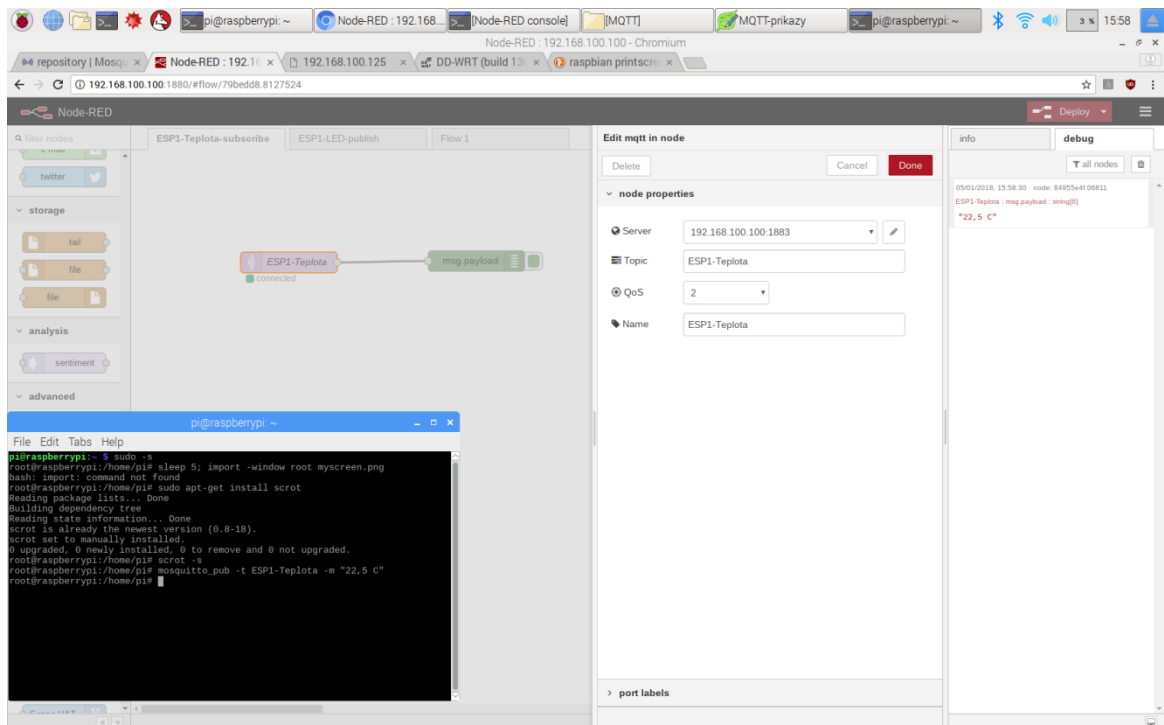 pi@raspberrypi: ~
Node-RED : 192.168....
[Node-RED console]
[MQTT]
MQTT-prikazy
pi@raspberrypi: ~
3 %
15:58
Node-RED : 192.168.100.100 - Chromium
repository | Mosqu
Node-RED : 192.16
192.168.100.125
DD-WRT (build 13
raspbian printscre
192.168.100.100:1880/#flow/79bedd8.8127524
Node-RED
Deploy
filter nodes
ESP1-Teplota-subscribe
ESP1-LED-publish
Flow 1
twitter
storage
tail
file
file
analysis
sentiment
advanced
ESP1-Teplota
connected
msg.payload
Edit mqtt in node
Delete
Cancel
Done
node properties
Server
192.168.100.100:1883
Topic
ESP1-Teplota
QoS
2
Name
ESP1-Teplota
port labels
info
debug
all nodes
05/01/2018, 15:58:30 node: 84955e4f.06811
ESP1-Teplota : msg.payload : string[6]
"22,5 C"
pi@raspberrypi: ~
File Edit Tabs Help
pi@raspberrypi:~ $ sudo -s
root@raspberrypi:/home/pi# sleep 5; import -window root myscreen.png
bash: import: command not found
root@raspberrypi:/home/pi# sudo apt-get install scrot
Reading package lists... Done
Building dependency tree
Reading state information... Done
scrot is already the newest version (0.8-18).
scrot set to manually installed.
0 upgraded, 0 newly installed, 0 to remove and 0 not upgraded.
root@raspberrypi:/home/pi# scrot -s
root@raspberrypi:/home/pi# mosquitto_pub -t ESP1-Teplota -m "22,5 C"
root@raspberrypi:/home/pi#